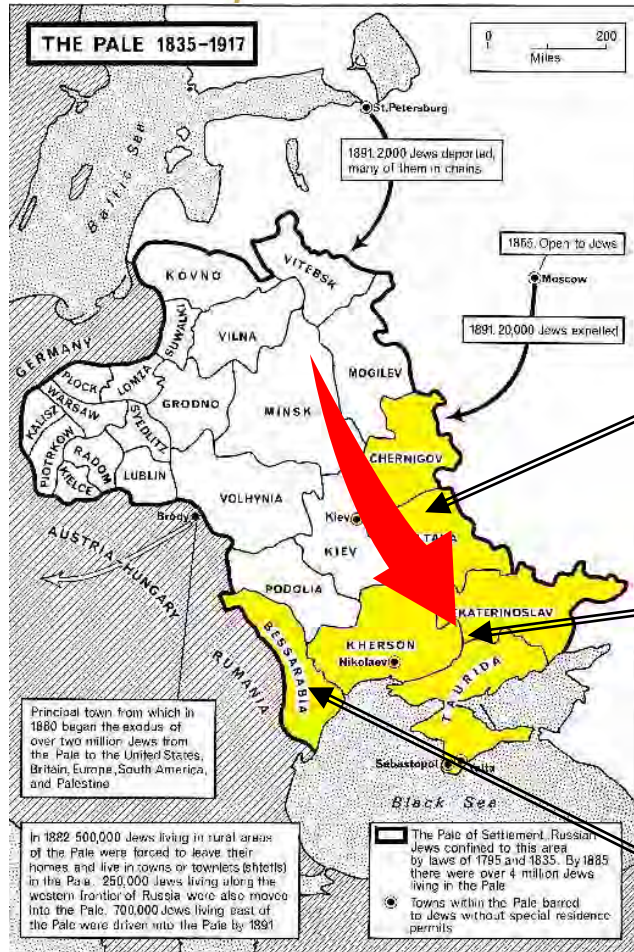 THE PALE 1835–1917
0 200
Miles
St. Petersburg
1891. 2,000 Jews deported,
many of them in chains
Baltic Sea
1865. Open to Jews
Moscow
1891. 20,000 Jews expelled
KOVNO
VITEBSK
SUWALKI
VILNA
GERMANY
MOGILEV
PLOCK
LOMZA
GRODNO
MINSK
WARSAW
KALISZ
SYEDLITZ
CHERNIGOV
PIOTRKOW
RADOM
KIELCE
LUBLIN
VOLHYNIA
Kiev
TAVA
Brody
KIEV
AUSTRIA-HUNGARY
PODOLIA
EKATERINOSLAV
BESSARABIA
KHERSON
Nikolaev
RUMANIA
TAURIDA
Sebastopol
Black Sea
Principal town from which in
1880 began the exodus of
over two million Jews from
the Pale to the United States,
Britain, Europe, South America,
and Palestine
In 1882 500,000 Jews living in rural areas
of the Pale were forced to leave their
homes and live in towns or townlets (shtetls)
in the Pale. 250,000 Jews living along the
western frontier of Russia were also moved
into the Pale. 700,000 Jews living east of
the Pale were driven into the Pale by 1891
The Pale of Settlement. Russian
Jews confined to this area
by laws of 1795 and 1835. By 1885
there were over 4 million Jews
living in the Pale
Towns within the Pale barred
to Jews without special residence
permits